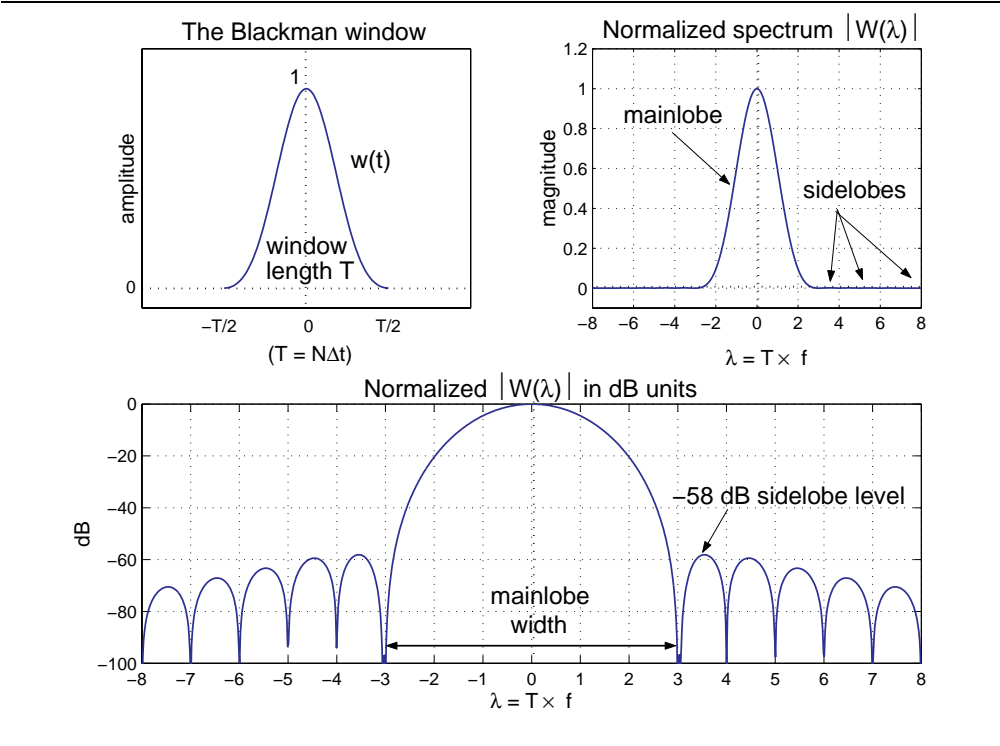 The Blackman window
1
w(t)
amplitude
window
length T
0
−T/2 0 T/2
(T = N∆t)
Normalized spectrum |W(λ)|
1.2
1
0.8
0.6
0.4
0.2
0
magnitude
mainlobe
sidelobes
−8 −6 −4 −2 0 2 4 6 8
λ = T × f
Normalized |W(λ)| in dB units
0
−20
−40
−60
−80
−100
dB
−58 dB sidelobe level
mainlobe
width
−8 −7 −6 −5 −4 −3 −2 −1 0 1 2 3 4 5 6 7 8
λ = T × f